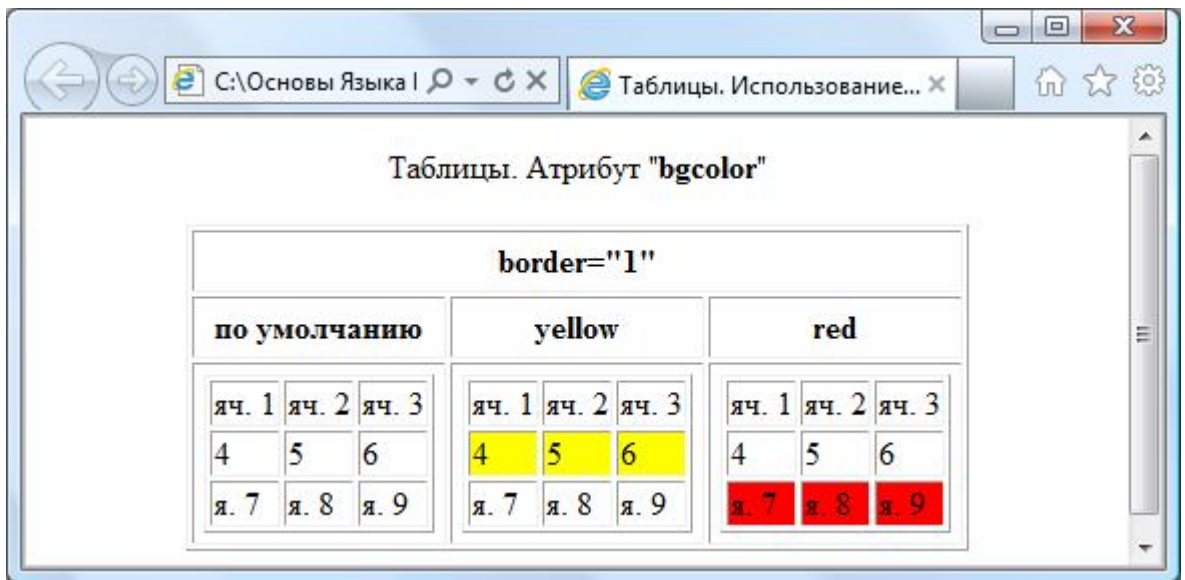 C:\Основы Языка
Таблицы. Использование...
Таблицы. Атрибут "bgcolor"
border="1"
по умолчанию yellow red
яч. 1 яч. 2 яч. 3 яч. 1 яч. 2 яч. 3 яч. 1 яч. 2 яч. 3
4 5 6 4 5 6 4 5 6
я. 7 я. 8 я. 9 я. 7 я. 8 я. 9 я. 7 я. 8 я. 9